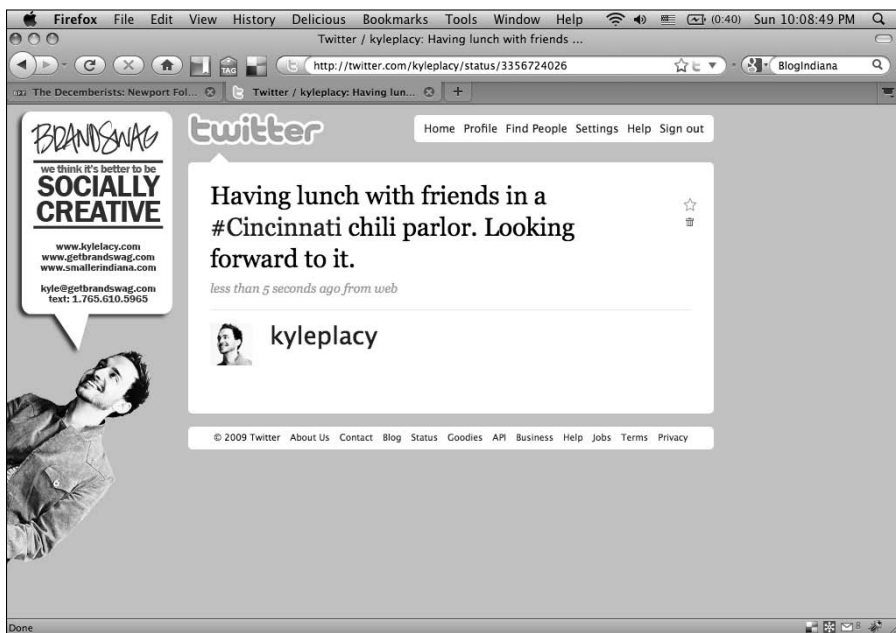 Firefox File Edit View History Delicious Bookmarks Tools Window Help (0:40) Sun 10:08:49 PM
Twitter / kyleplacy: Having lunch with friends ...
TAG http://twitter.com/kyleplacy/status/3356724026 BlogIndiana
The Decemberists: Newport Fol... Twitter / kyleplacy: Having lun... +
BRANDSWAG
we think it's better to be
SOCIALLY
CREATIVE
www.kylelacy.com
www.getbrandswag.com
www.smallerindiana.com
kyle@getbrandswag.com
text: 1.765.610.5965
twitter
Home Profile Find People Settings Help Sign out
Having lunch with friends in a
#Cincinnati chili parlor. Looking
forward to it.
less than 5 seconds ago from web
kyleplacy
© 2009 Twitter About Us Contact Blog Status Goodies API Business Help Jobs Terms Privacy
Done 8